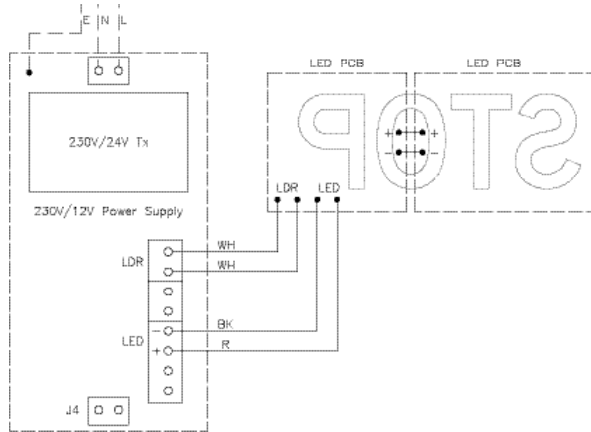 E N L
LED PCB LED PCB
230V/24V Tx
STOP
+ +
- -
230V/12V Power Supply
LDR LED
LDR
WH
WH
BK
LED
-
+
R
J4